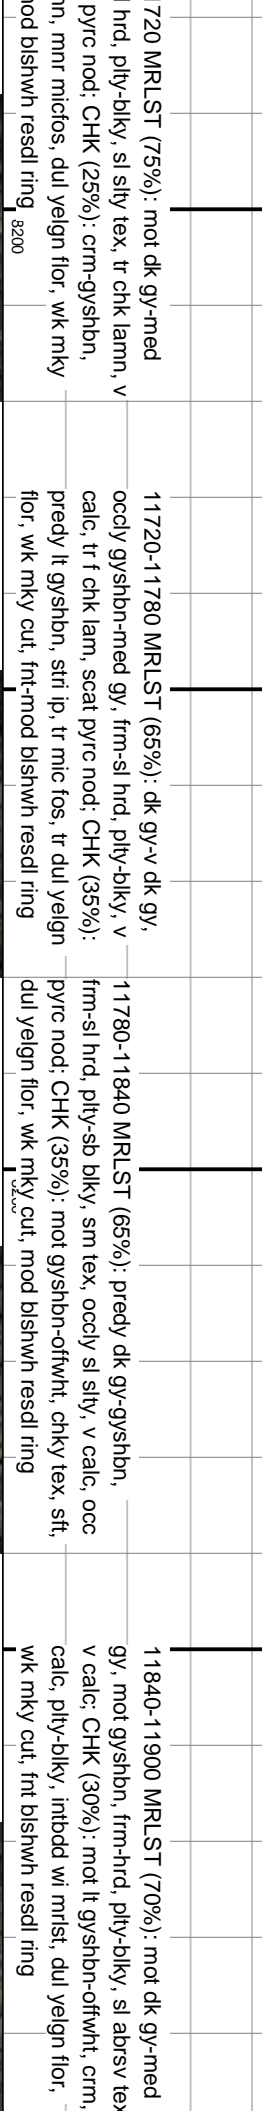 720 MRLST (75%): mot dk gy-med
hrd, plty-blky, sl slty tex, tr chk lamn, v
pyrc nod; CHK (25%): crm-gyshbn,
mnr micfos, dul yelgn flor, wk mky
blshwh resdl ring
8200
11720-11780 MRLST (65%): dk gy-v dk gy,
occly gyshbn-med gy, frm-sl hrd, plty-blky, v
calc, tr f chk lam, scat pyrc nod; CHK (35%):
predy lt gyshbn, stri ip, tr mic fos, tr dul yelgn
flor, wk mky cut, fnt-mod blshwh resdl ring
11780-11840 MRLST (65%): predy dk gy-gyshbn,
frm-sl hrd, plty-sb blky, sm tex, occly sl slty, v calc, occ
pyrc nod; CHK (35%): mot gyshbn-offwht, chky tex, sft,
dul yelgn flor, wk mky cut, mod blshwh resdl ring
11840-11900 MRLST (70%): mot dk gy-med
gy, mot gyshbn, frm-hrd, plty-blky, sl abrsv tex
v calc; CHK (30%): mot lt gyshbn-offwht, crm,
calc, plty-blky, intbdd wi mrlst, dul yelgn flor,
wk mky cut, fnt blshwh resdl ring